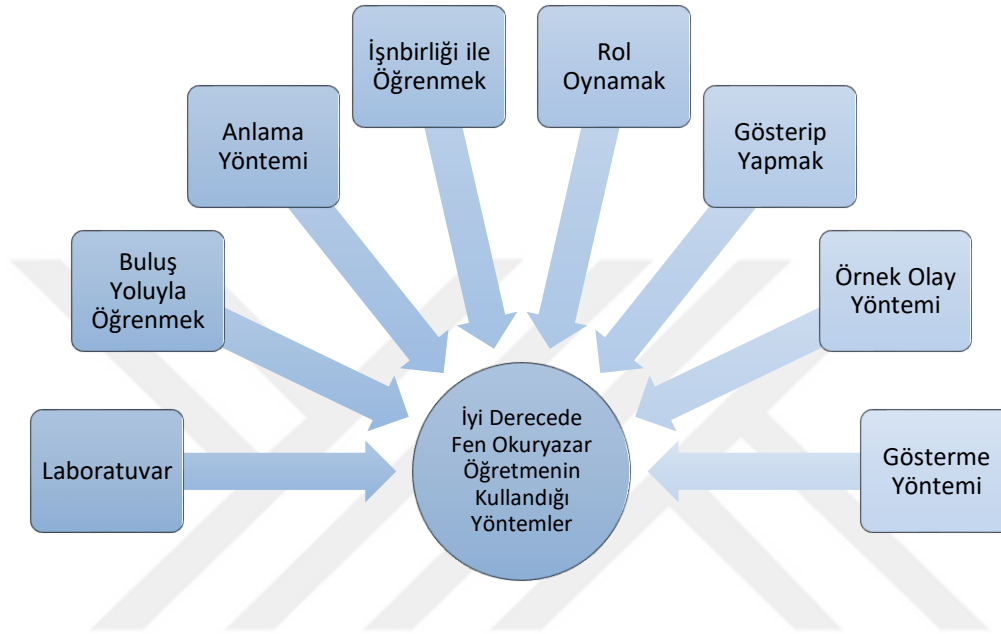 Laboratuvar
Buluş
Yoluyla
Öğrenmek
Anlama
Yöntemi
İşnbirliği ile
Öğrenmek
Rol
Oynamak
Gösterip
Yapmak
Örnek Olay
Yöntemi
Gösterme
Yöntemi
İyi Derecede
Fen Okuryazar
Öğretmenin
Kullandığı
Yöntemler